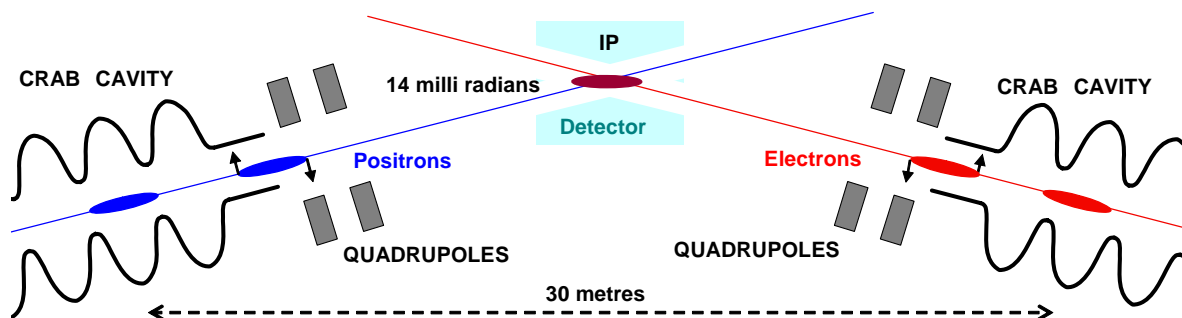 IP
CRAB CAVITY
14 milli radians
CRAB CAVITY
Detector
Positrons
Electrons
QUADRUPOLES
QUADRUPOLES
30 metres